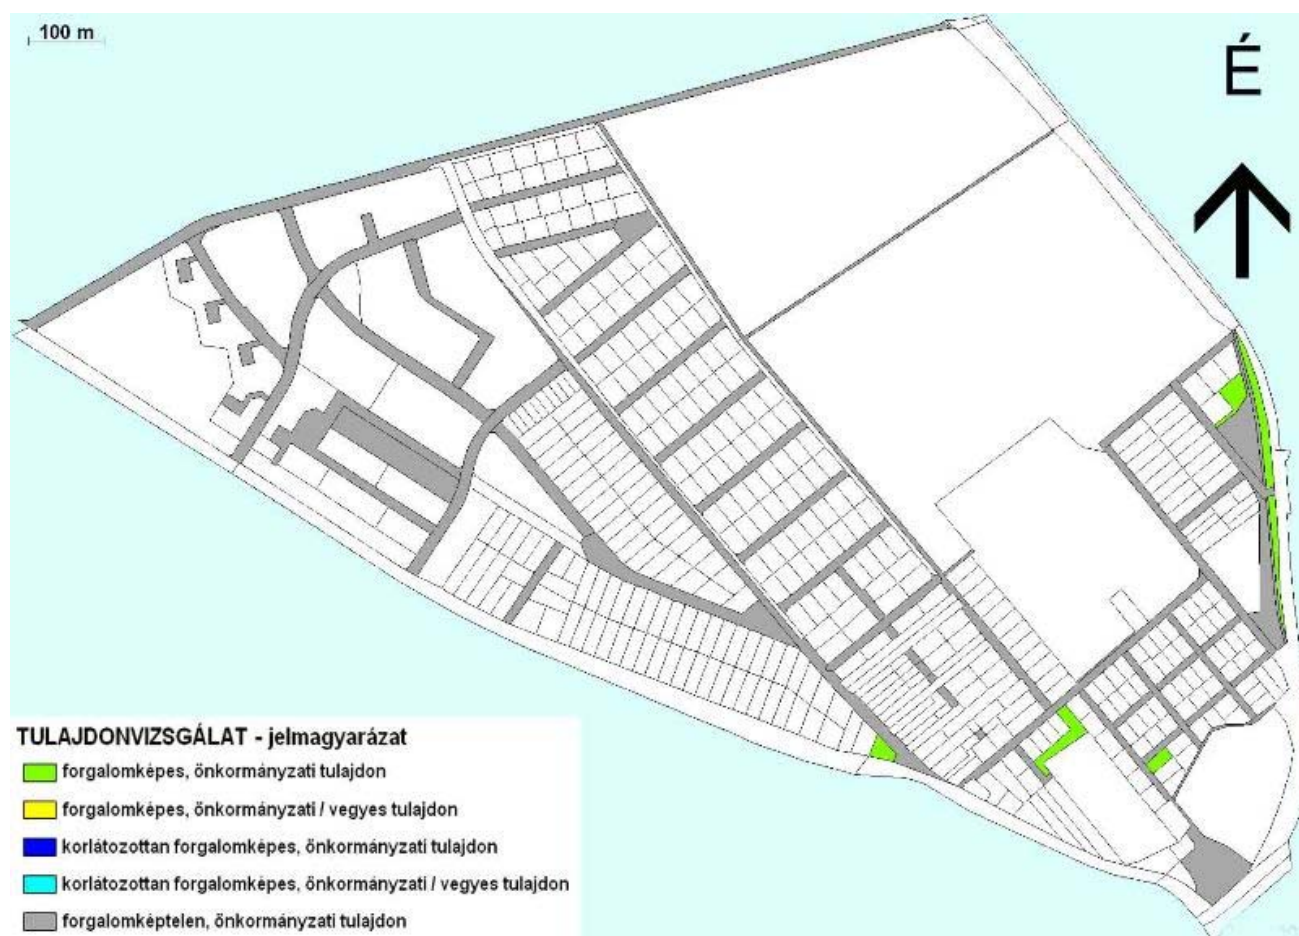 100 m
É
TULAJDONVIZSGÁLAT - jelmagyarázat
forgalomképes, önkormányzati tulajdon
forgalomképes, önkormányzati / vegyes tulajdon
korlátozottan forgalomképes, önkormányzati tulajdon
korlátozottan forgalomképes, önkormányzati / vegyes tulajdon
forgalomképtelen, önkormányzati tulajdon